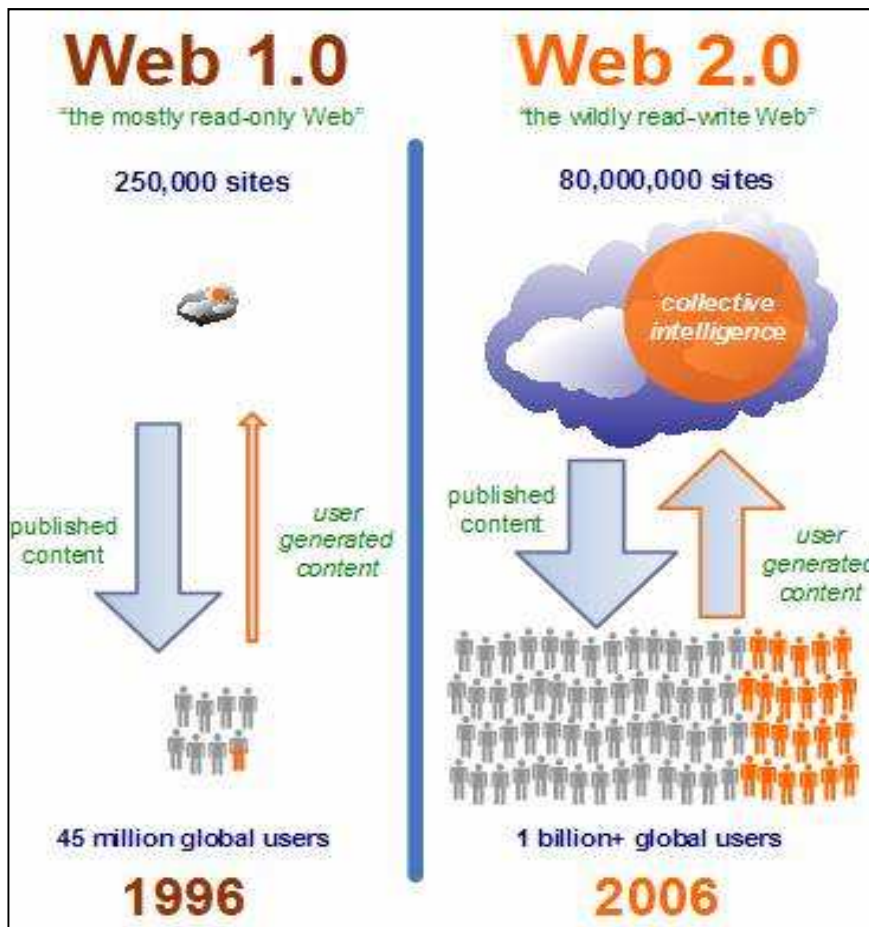 Web 1.0
"the mostly read-only Web"
250,000 sites
published
content
user
generated
content
45 million global users
1996
Web 2.0
"the wildly read-write Web"
80,000,000 sites
collective
intelligence
published
content
user
generated
content
1 billion+ global users
2006